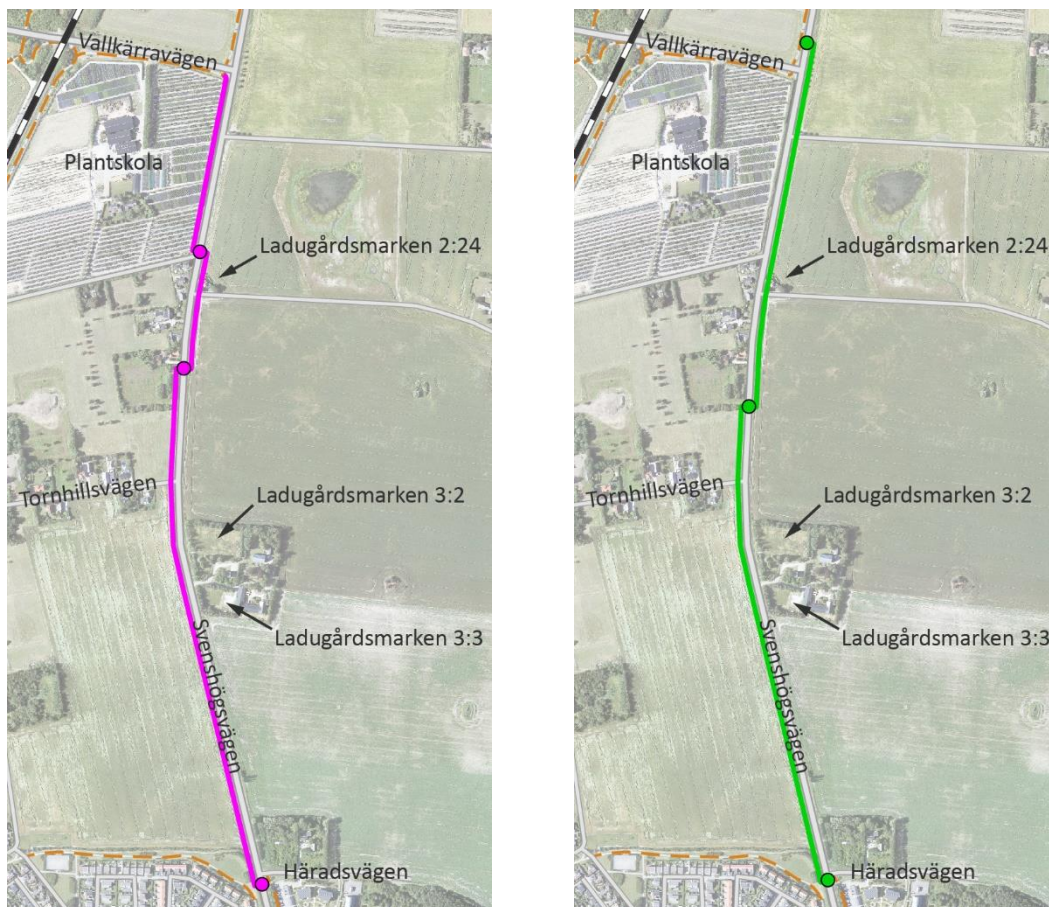 Vallkärravägen
Plantskola
Ladugårdsmarken 2:24
Tornhillsvägen
Ladugårdsmarken 3:2
Ladugårdsmarken 3:3
Svenshögsvägen
Häradsvägen
Vallkärravägen
Plantskola
Ladugårdsmarken 2:24
Tornhillsvägen
Ladugårdsmarken 3:2
Ladugårdsmarken 3:3
Svenshögsvägen
Häradsvägen